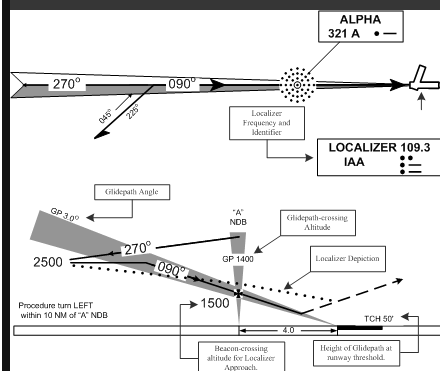 ALPHA
321 A
270°
090°
045°
225°
Localizer
Frequency and
Identifier
LOCALIZER 109.3
IAA
Glidepath Angle
GP 3.0°
"A"
NDB
Glidepath-crossing
Altitude
270°
GP 1400
2500
090°
Localizer Depiction
1500
Procedure turn LEFT
within 10 NM of "A" NDB
TCH 50'
4.0
Beacon-crossing
altitude for Localizer
Approach.
Height of Glidepath at
runway threshold.